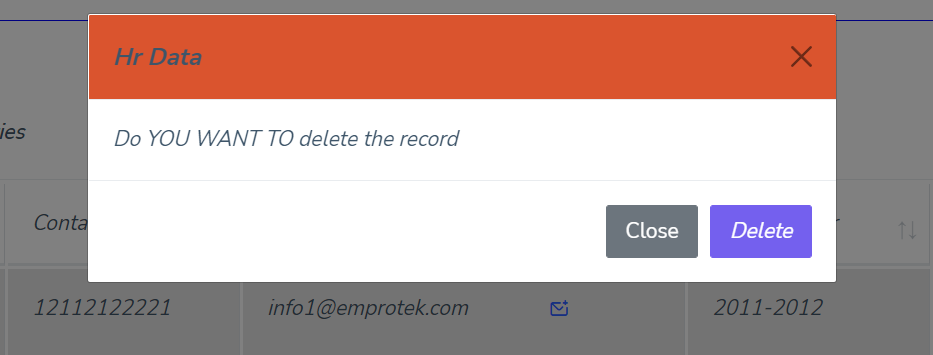 Hr Data
ies
Do YOU WANT TO delete the record
Conta
Close Delete
12112122221 info1@emprotek.com 2011-2012